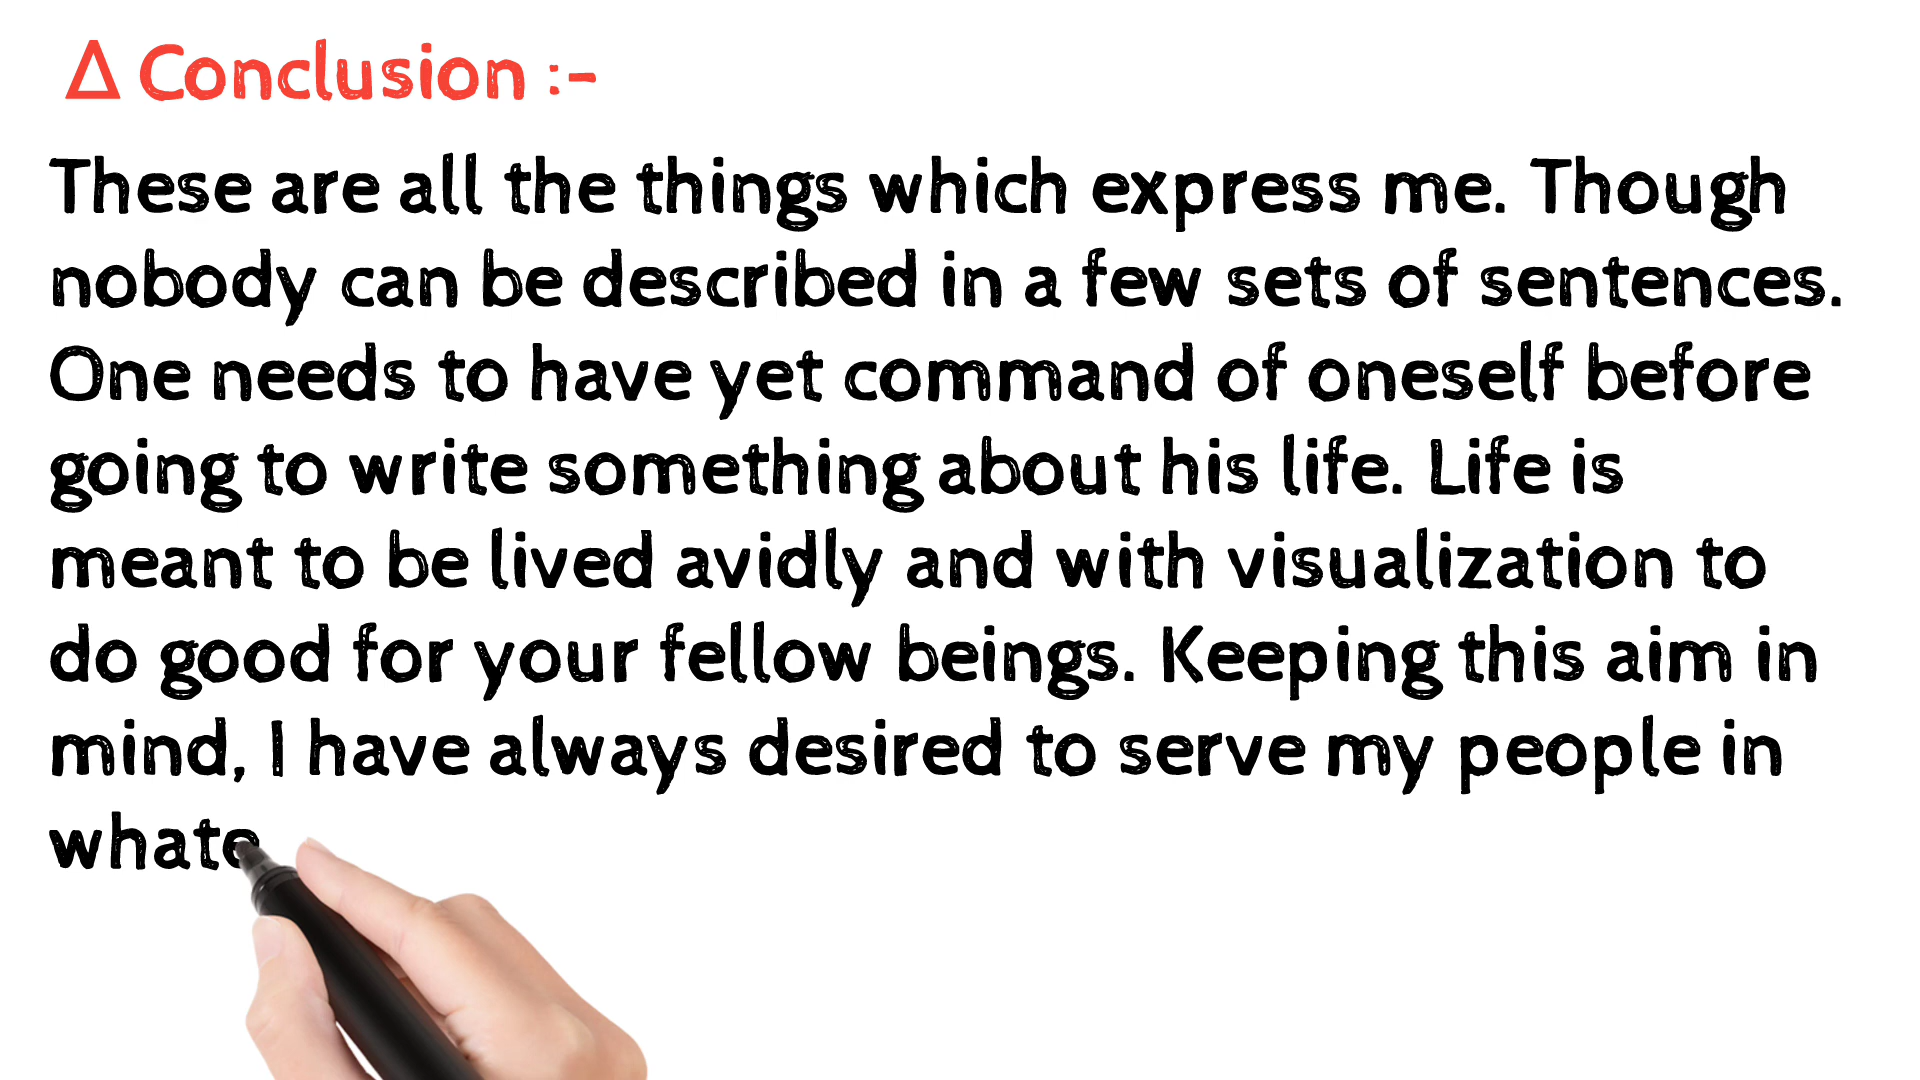 Δ Conclusion :-
These are all the things which express me. Though
nobody can be described in a few sets of sentences.
One needs to have yet command of oneself before
going to write something about his life. Life is
meant to be lived avidly and with visualization to
do good for your fellow beings. Keeping this aim in
mind, I have always desired to serve my people in
whate